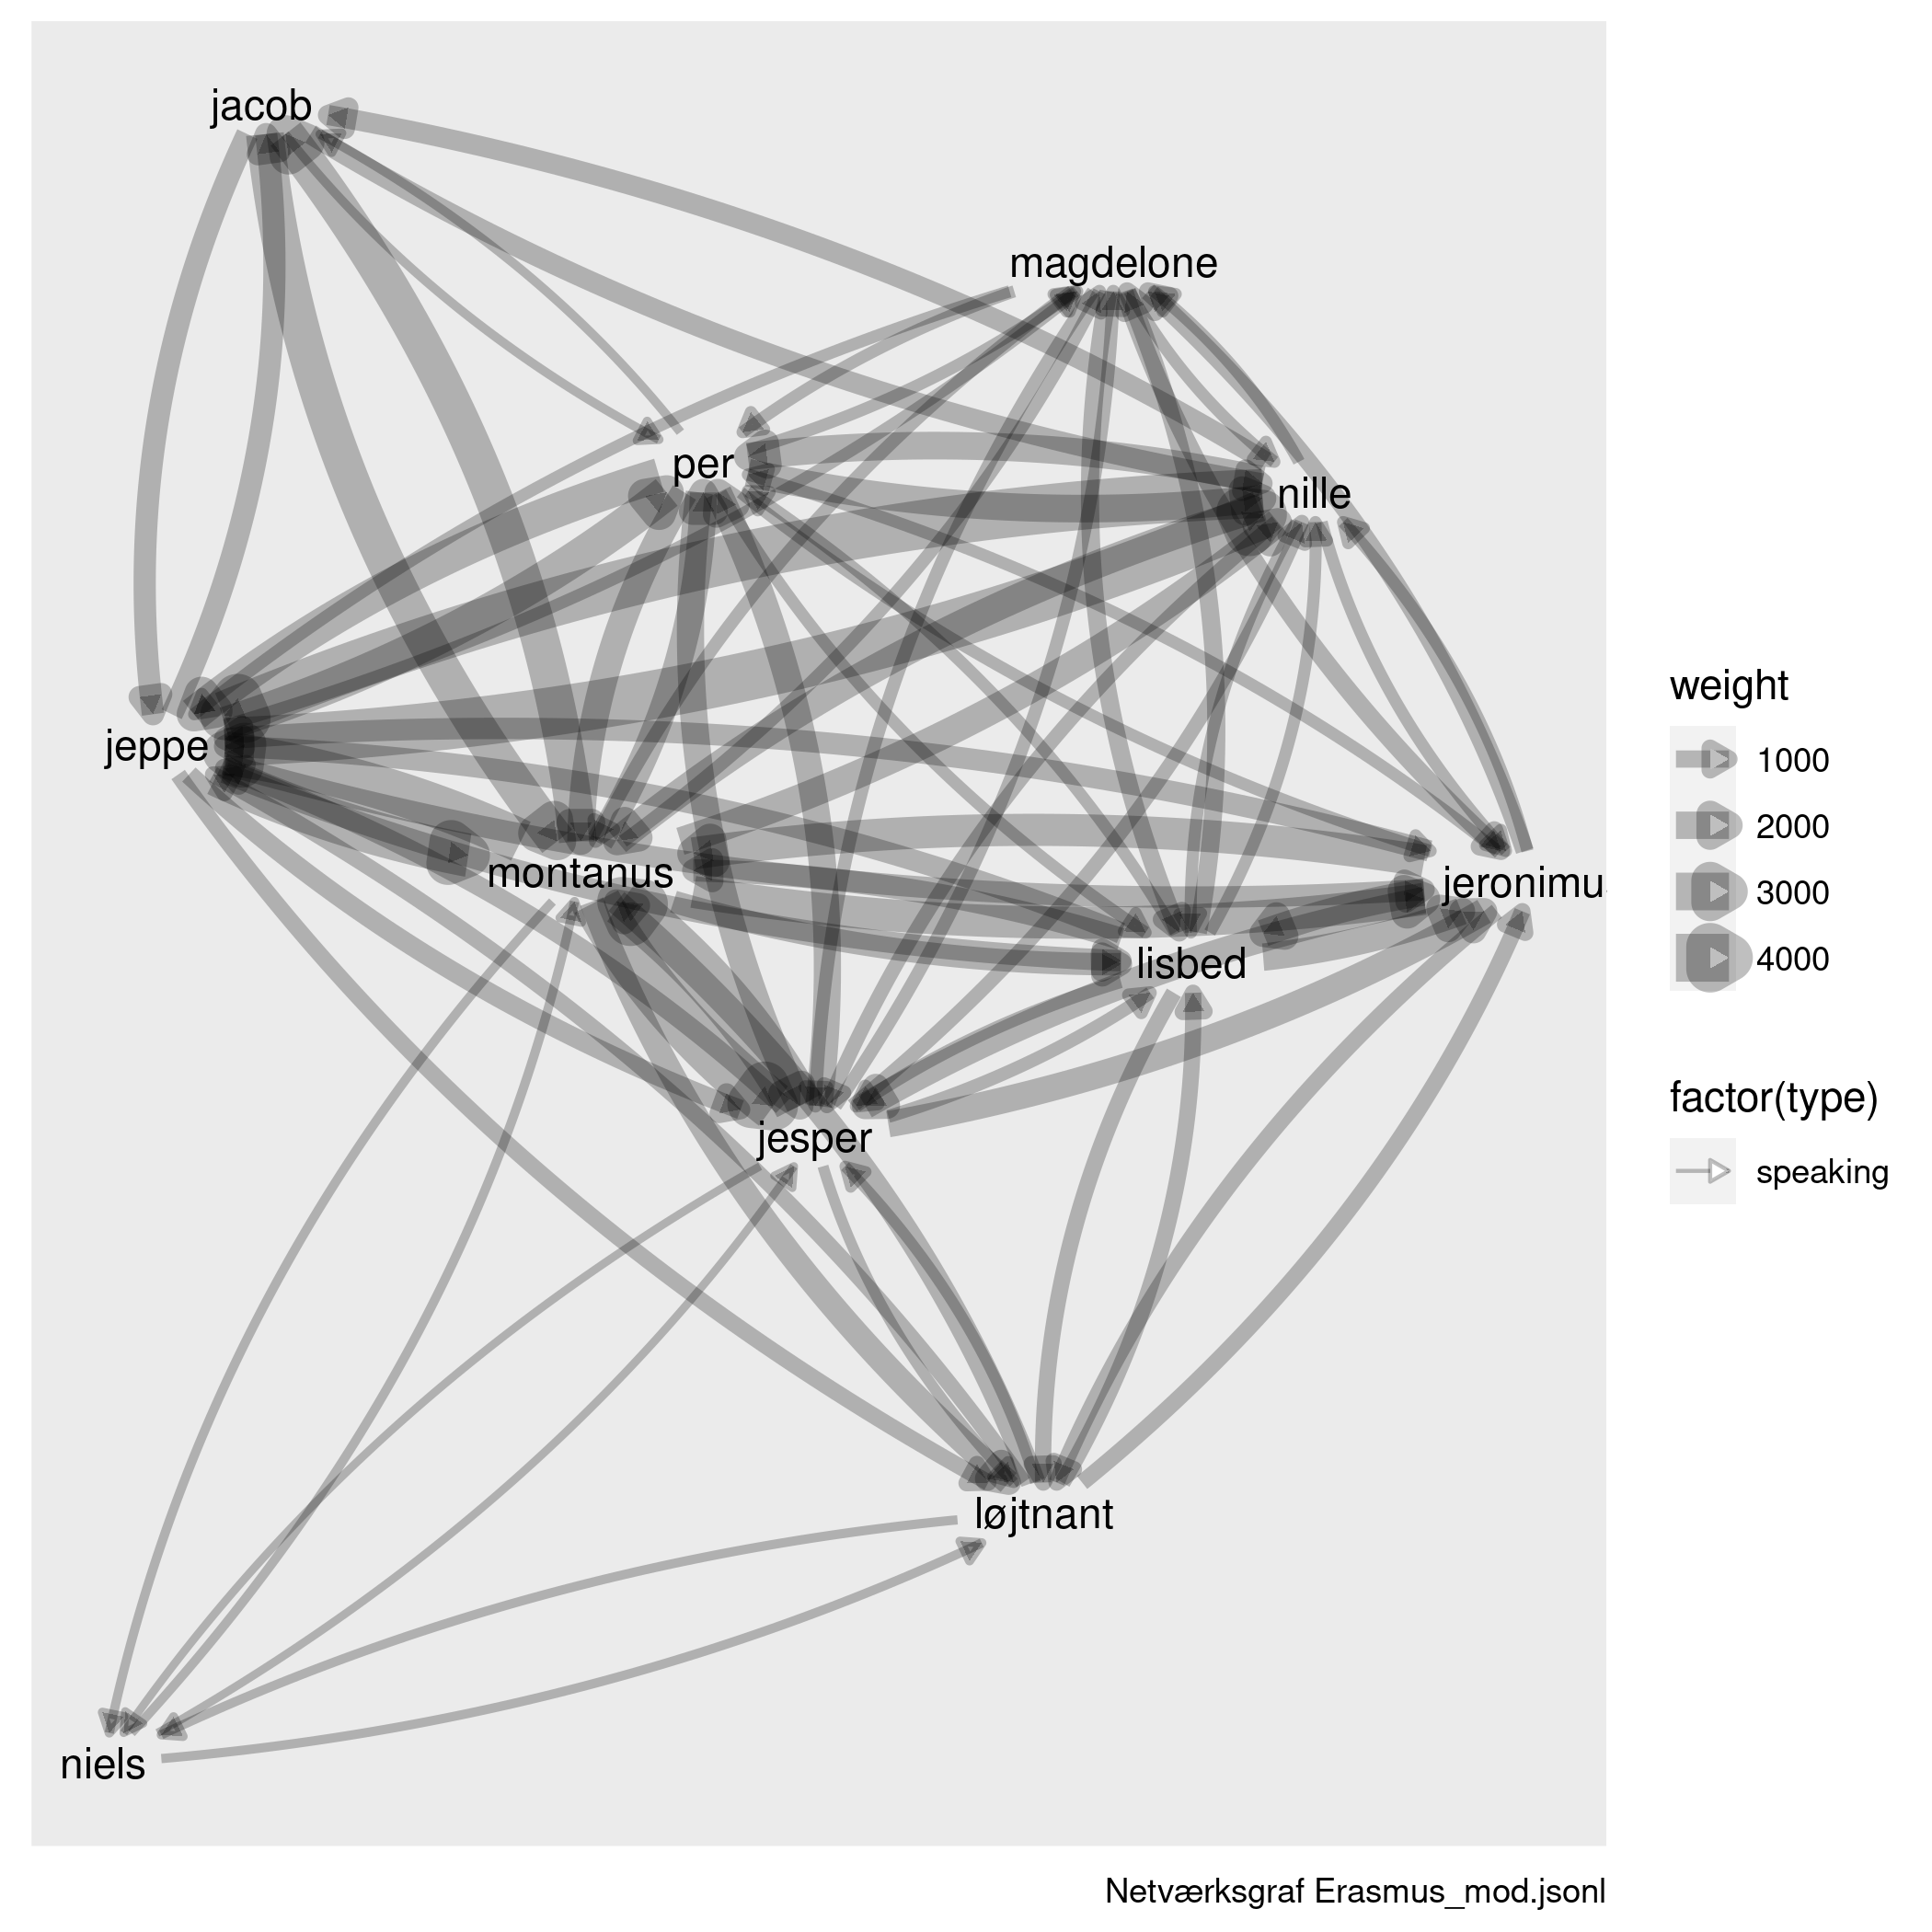 jacob
magdelone
per
nille
weight
jeppe
1000
2000
montanus
jeronimus
3000
lisbed
4000
factor(type)
jesper
speaking
løjtnant
niels
Netværksgraf Erasmus_mod.jsonl